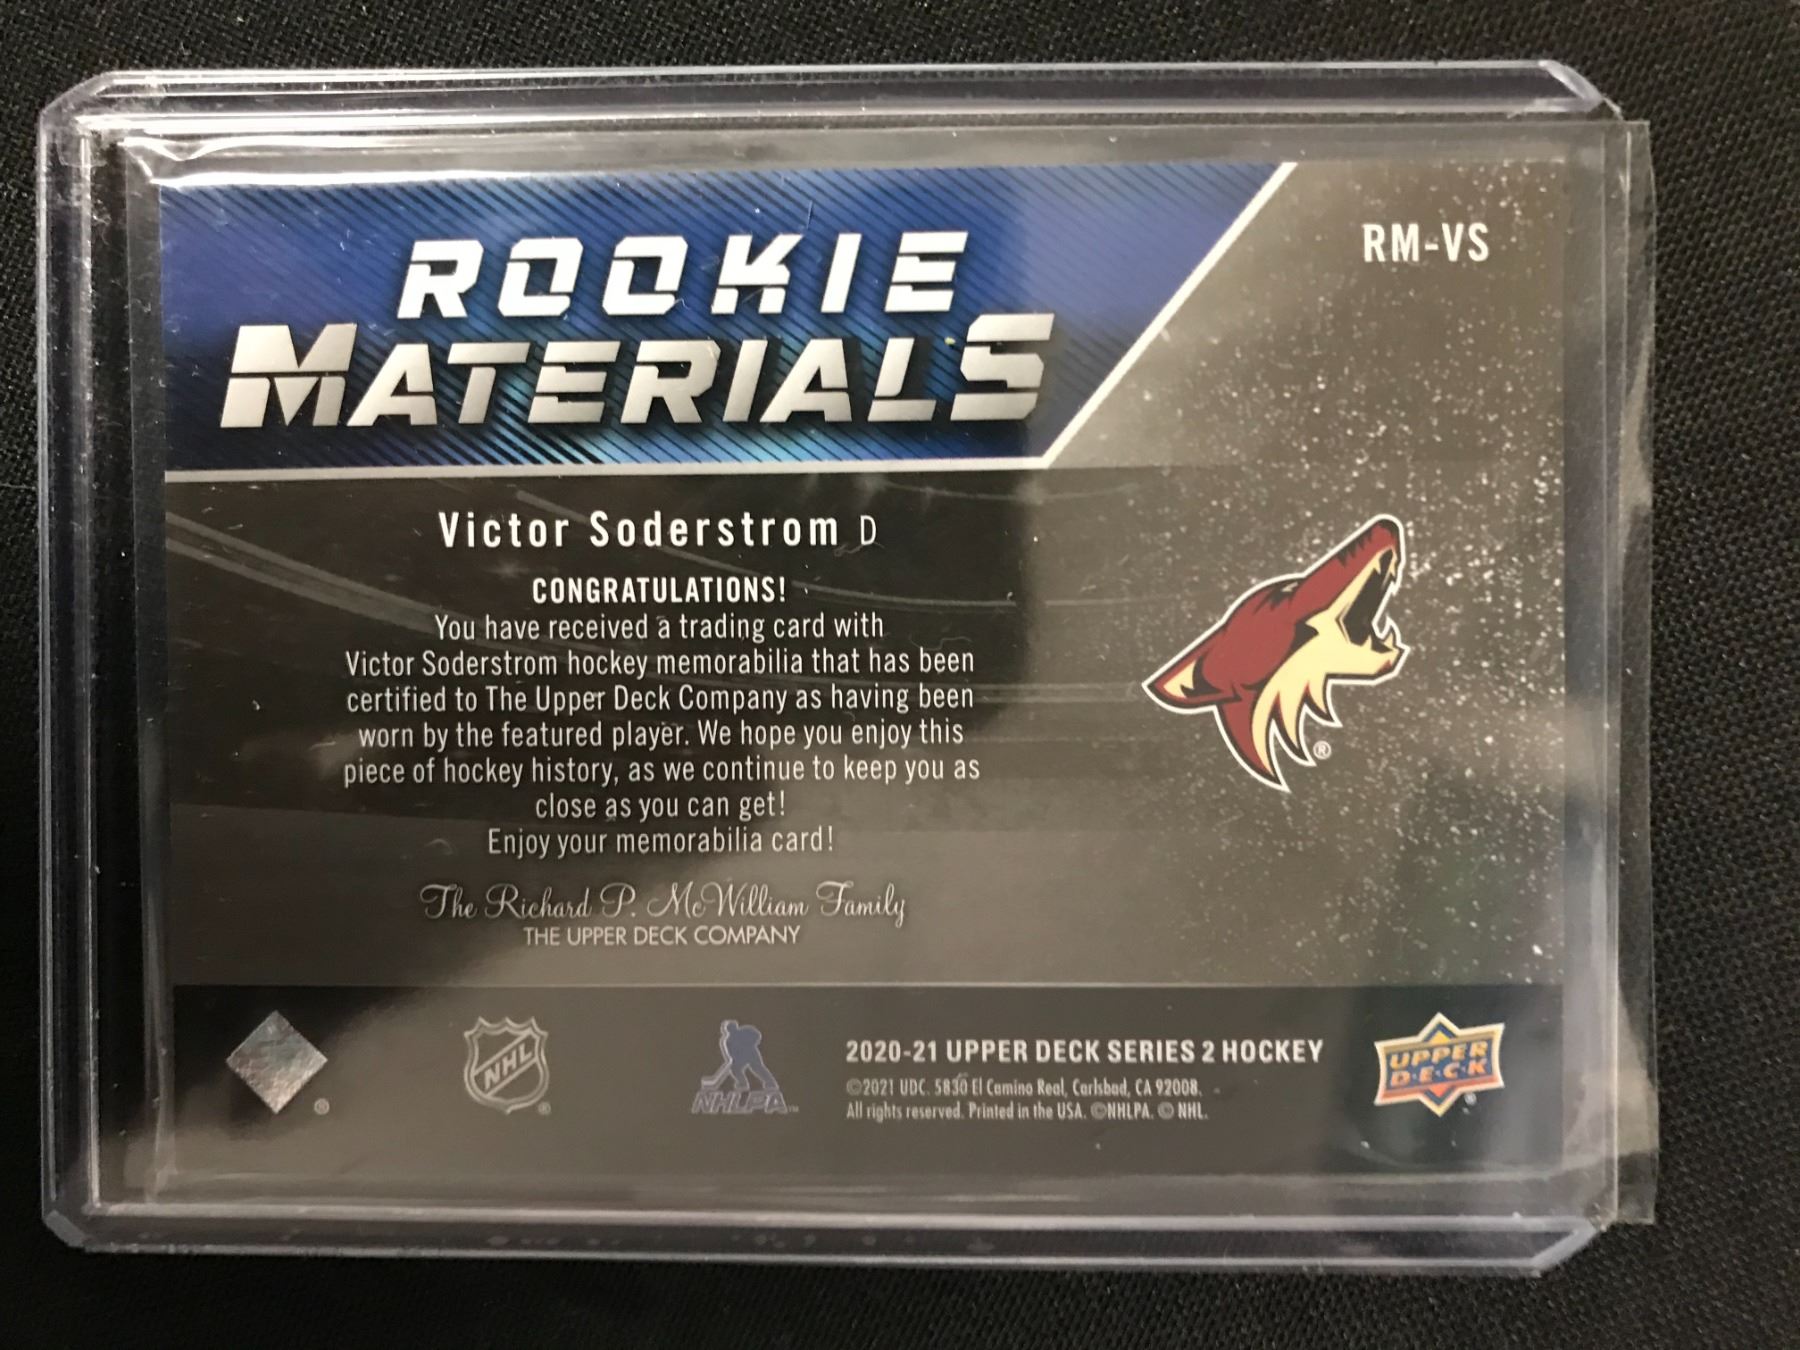 RM-VS
ROOKIE
MATERIALS
Victor Soderstrom D
CONGRATULATIONS!
You have received a trading card with
Victor Soderstrom hockey memorabilia that has been
certified to The Upper Deck Company as having been
worn by the featured player. We hope you enjoy this
piece of hockey history, as we continue to keep you as
close as you can get!
Enjoy your memorabilia card!
The Richard P. McWilliam Family
THE UPPER DECK COMPANY
®
®
NHL
®
NHLPA™
2020-21 UPPER DECK SERIES 2 HOCKEY
©2021 UDC. 5830 El Camino Real, Carlsbad, CA 92008.
All rights reserved. Printed in the USA. ©NHLPA. © NHL.
UPPER
D·E·C·K
®